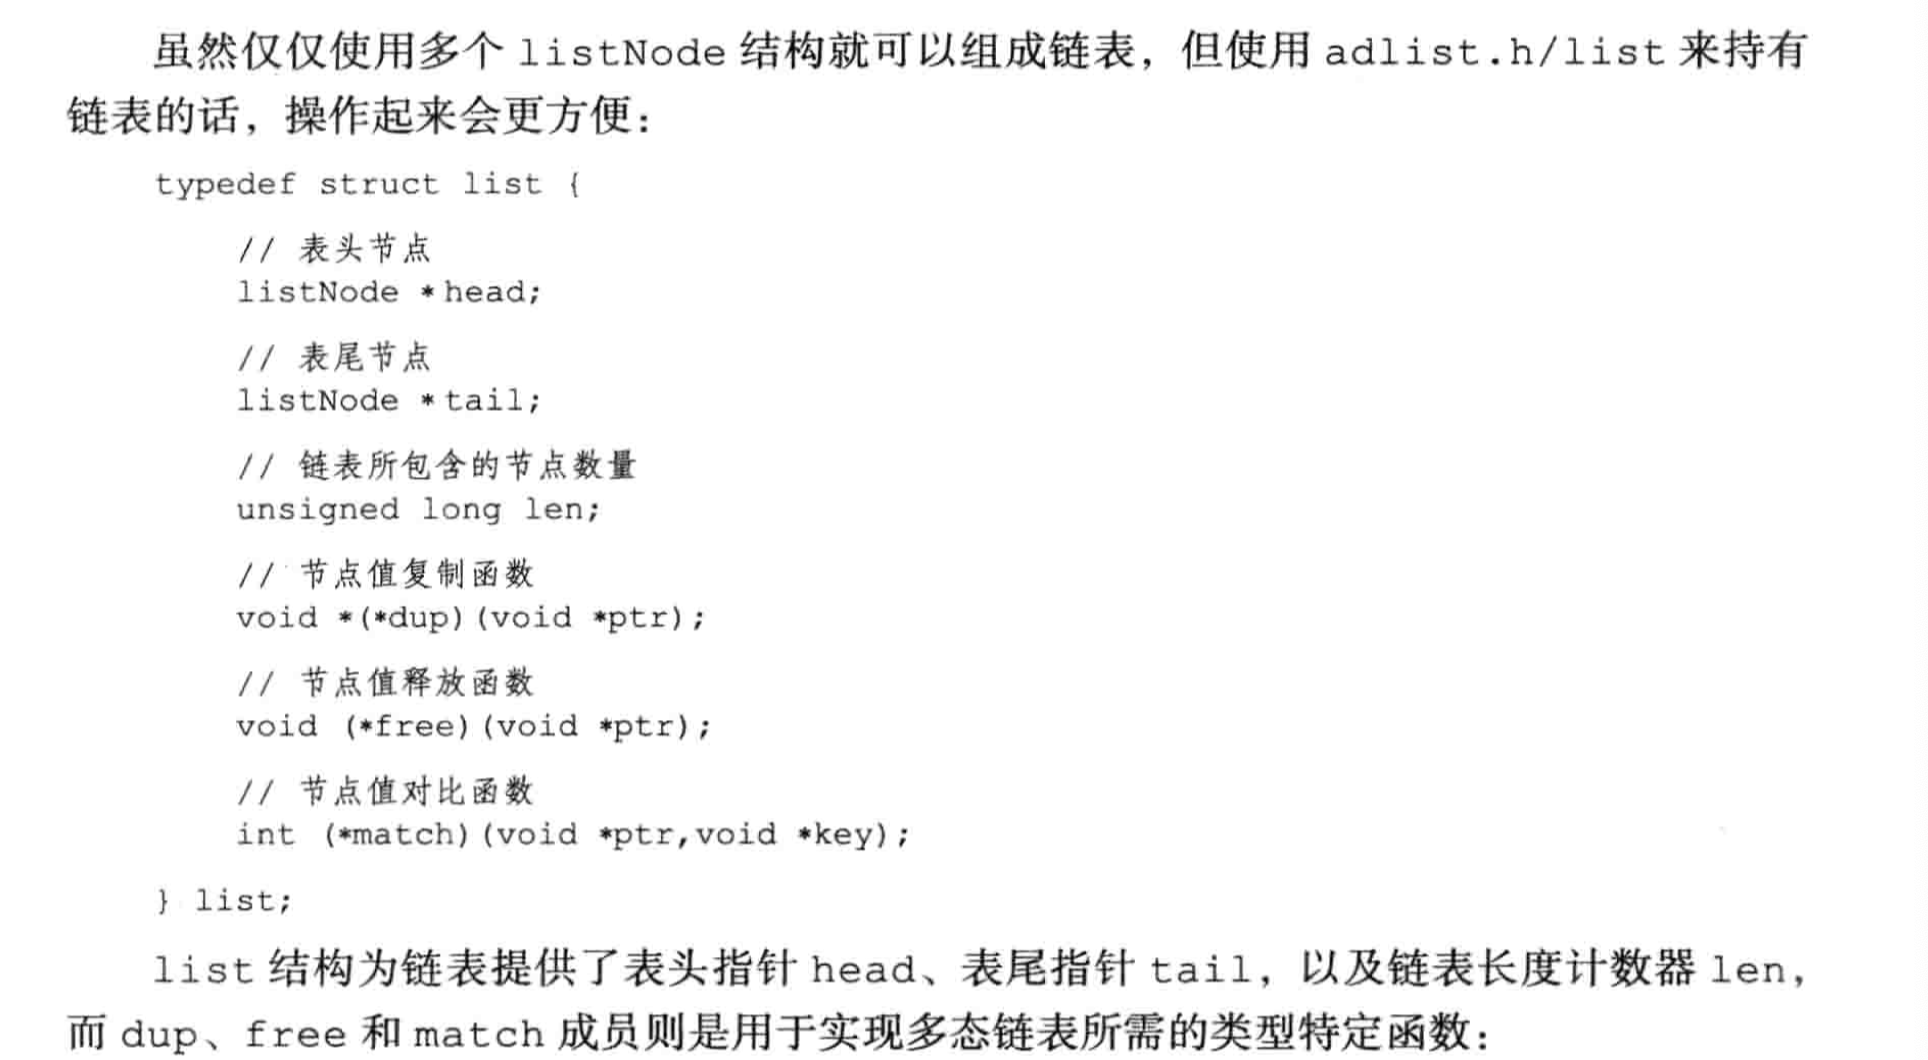 虽然仅仅使用多个 listNode 结构就可以组成链表，但使用 adlist.h/list 来持有
链表的话，操作起来会更方便：
typedef struct list {
// 表头节点
listNode *head;
// 表尾节点
listNode *tail;
// 链表所包含的节点数量
unsigned long len;
// 节点值复制函数
void *(*dup)(void *ptr);
// 节点值释放函数
void (*free)(void *ptr);
// 节点值对比函数
int (*match)(void *ptr,void *key);
} list;
list 结构为链表提供了表头指针 head、表尾指针 tail，以及链表长度计数器 len，
而 dup、free 和 match 成员则是用于实现多态链表所需的类型特定函数：